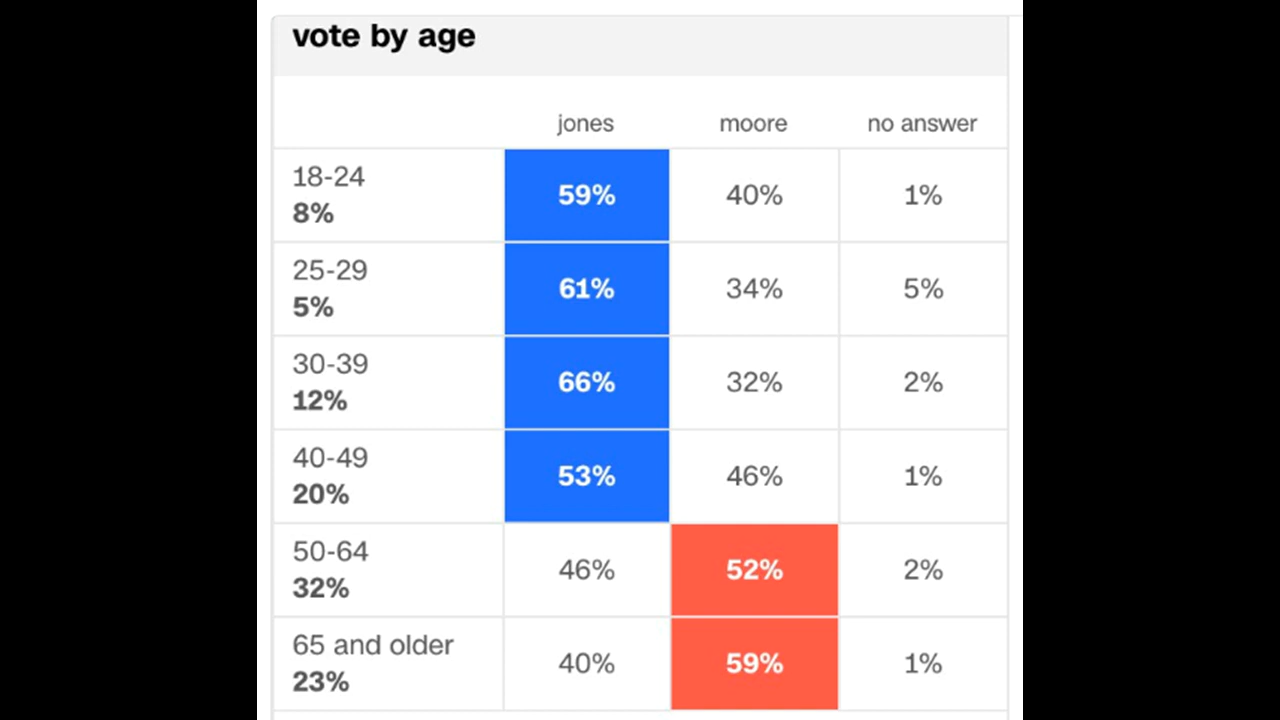 vote by age
jones moore no answer
18-24
8%
59% 40% 1%
25-29
5%
61% 34% 5%
30-39
12%
66% 32% 2%
40-49
20%
53% 46% 1%
50-64
32%
46% 52% 2%
65 and older
23%
40% 59% 1%